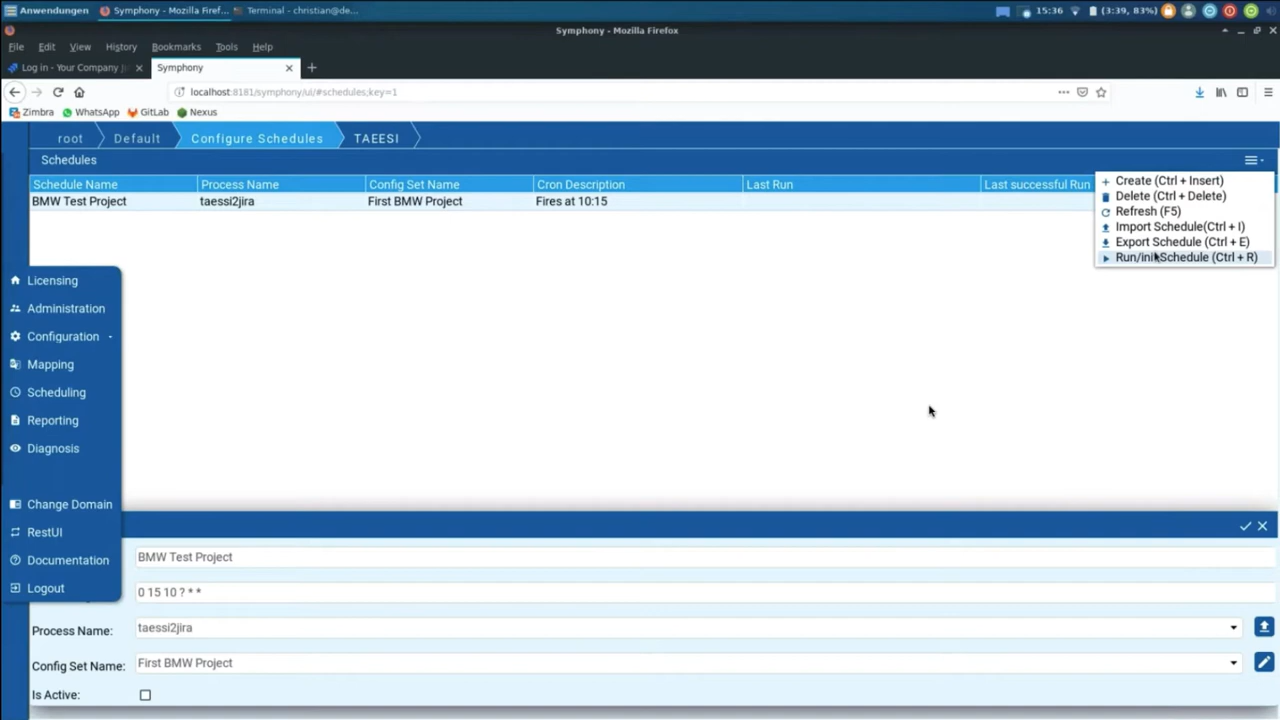 Anwendungen Symphony - Mozilla Firef... Terminal - christian@de... 15:36 (3:39, 83%)
Symphony - Mozilla Firefox
File Edit View History Bookmarks Tools Help
Log in - Your Company Symphony
localhost:8181/symphony/ui/#schedules;key=1
Zimbra WhatsApp GitLab Nexus
root Default Configure Schedules TAEESI
Schedules
Schedule Name Process Name Config Set Name Cron Description Last Run Last successful Run
BMW Test Project taessi2jira First BMW Project Fires at 10:15
Create (Ctrl + Insert)
Delete (Ctrl + Delete)
Refresh (F5)
Import Schedule(Ctrl + I)
Export Schedule (Ctrl + E)
Schedule (Ctrl + R)
Licensing
Administration
Configuration
Mapping
Scheduling
Reporting
Diagnosis
Change Domain
RestUI
Documentation
Logout
BMW Test Project
0 15 10 ? * *
Process Name: taessi2jira
Config Set Name: First BMW Project
Is Active: